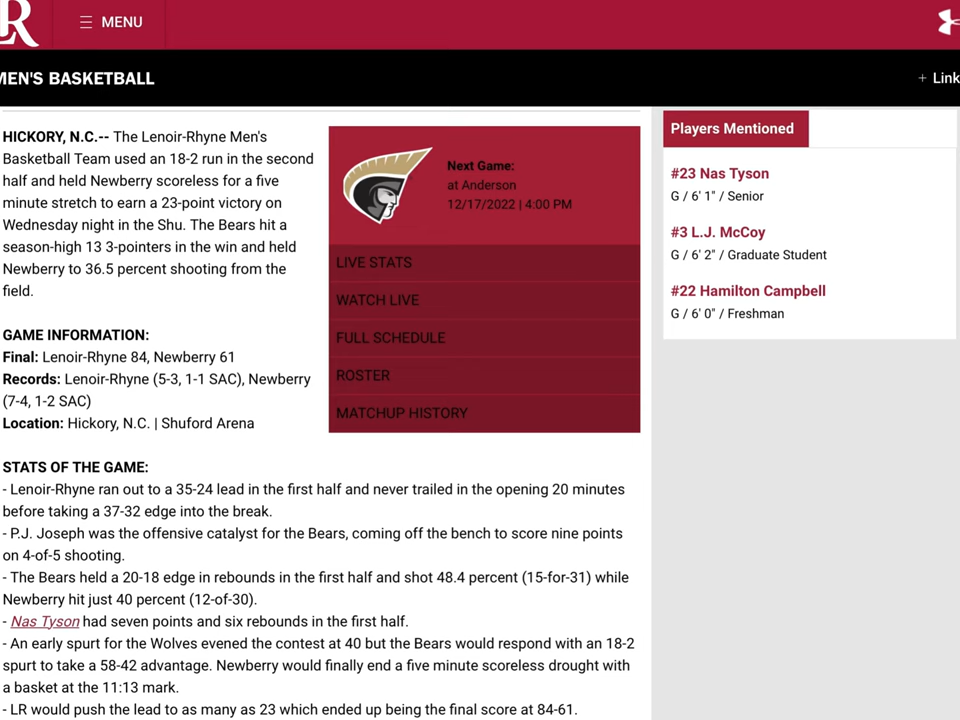 LR
MENU
MEN'S BASKETBALL
+ Link
HICKORY, N.C.-- The Lenoir-Rhyne Men's
Basketball Team used an 18-2 run in the second
half and held Newberry scoreless for a five
minute stretch to earn a 23-point victory on
Wednesday night in the Shu. The Bears hit a
season-high 13 3-pointers in the win and held
Newberry to 36.5 percent shooting from the
field.
GAME INFORMATION:
Final: Lenoir-Rhyne 84, Newberry 61
Records: Lenoir-Rhyne (5-3, 1-1 SAC), Newberry
(7-4, 1-2 SAC)
Location: Hickory, N.C. | Shuford Arena
Next Game:
at Anderson
12/17/2022 | 4:00 PM
LIVE STATS
WATCH LIVE
FULL SCHEDULE
ROSTER
MATCHUP HISTORY
STATS OF THE GAME:
- Lenoir-Rhyne ran out to a 35-24 lead in the first half and never trailed in the opening 20 minutes
before taking a 37-32 edge into the break.
- P.J. Joseph was the offensive catalyst for the Bears, coming off the bench to score nine points
on 4-of-5 shooting.
- The Bears held a 20-18 edge in rebounds in the first half and shot 48.4 percent (15-for-31) while
Newberry hit just 40 percent (12-of-30).
- Nas Tyson had seven points and six rebounds in the first half.
- An early spurt for the Wolves evened the contest at 40 but the Bears would respond with an 18-2
spurt to take a 58-42 advantage. Newberry would finally end a five minute scoreless drought with
a basket at the 11:13 mark.
- LR would push the lead to as many as 23 which ended up being the final score at 84-61.
Players Mentioned
#23 Nas Tyson
G / 6' 1" / Senior
#3 L.J. McCoy
G / 6' 2" / Graduate Student
#22 Hamilton Campbell
G / 6' 0" / Freshman